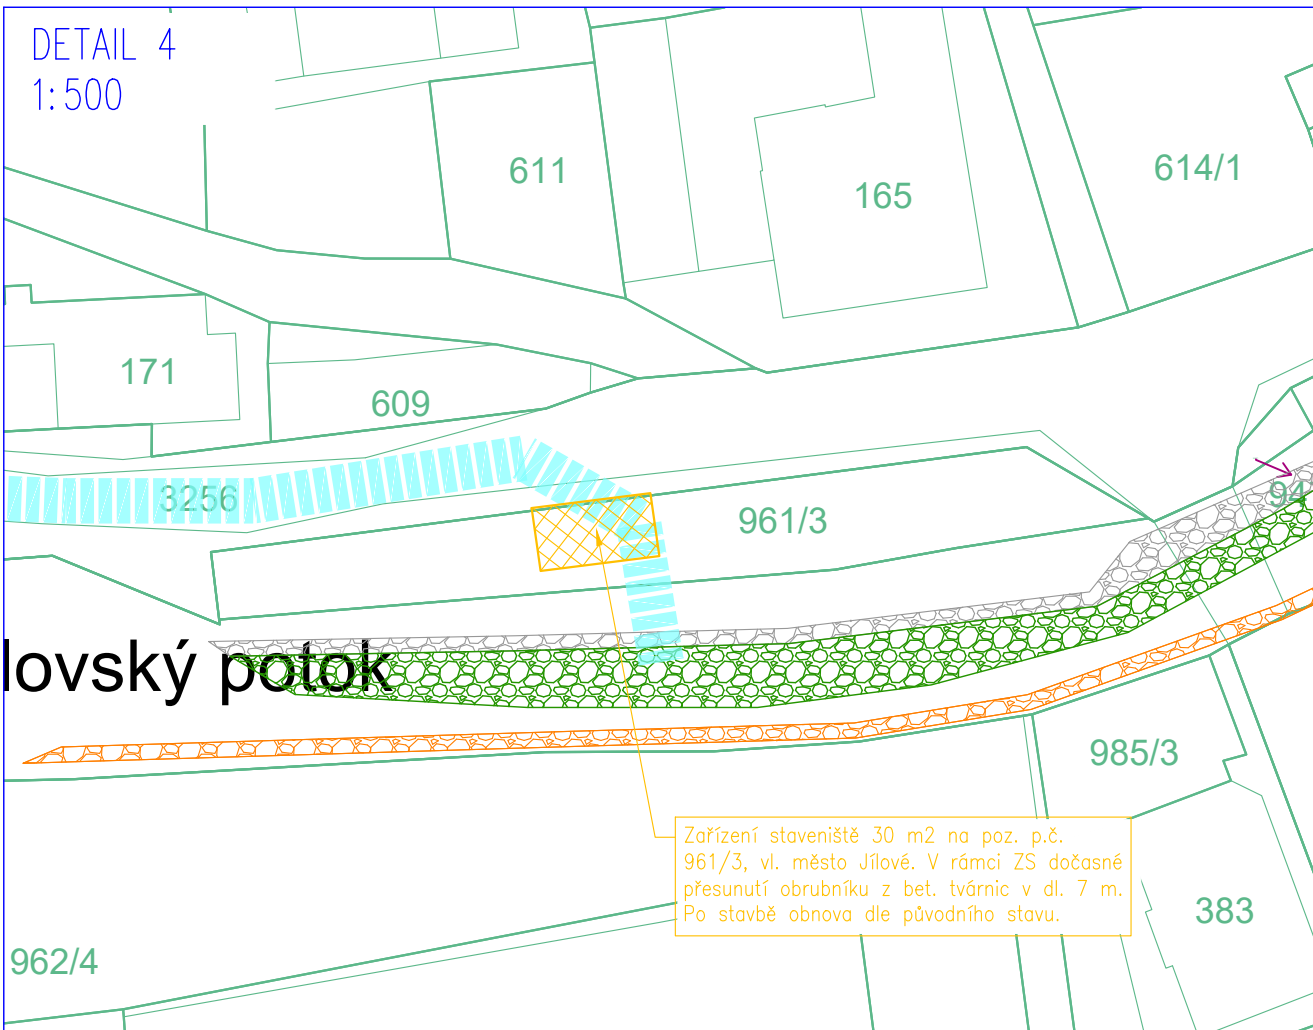 DETAIL 4
1:500
611
165
614/1
171
609
3256
961/3
94
lovský potok
985/3
Zařízení staveniště 30 m2 na poz. p.č.
961/3, vl. město Jílové. V rámci ZS dočasné
přesunutí obrubníku z bet. tvárnic v dl. 7 m.
Po stavbě obnova dle původního stavu.
383
962/4